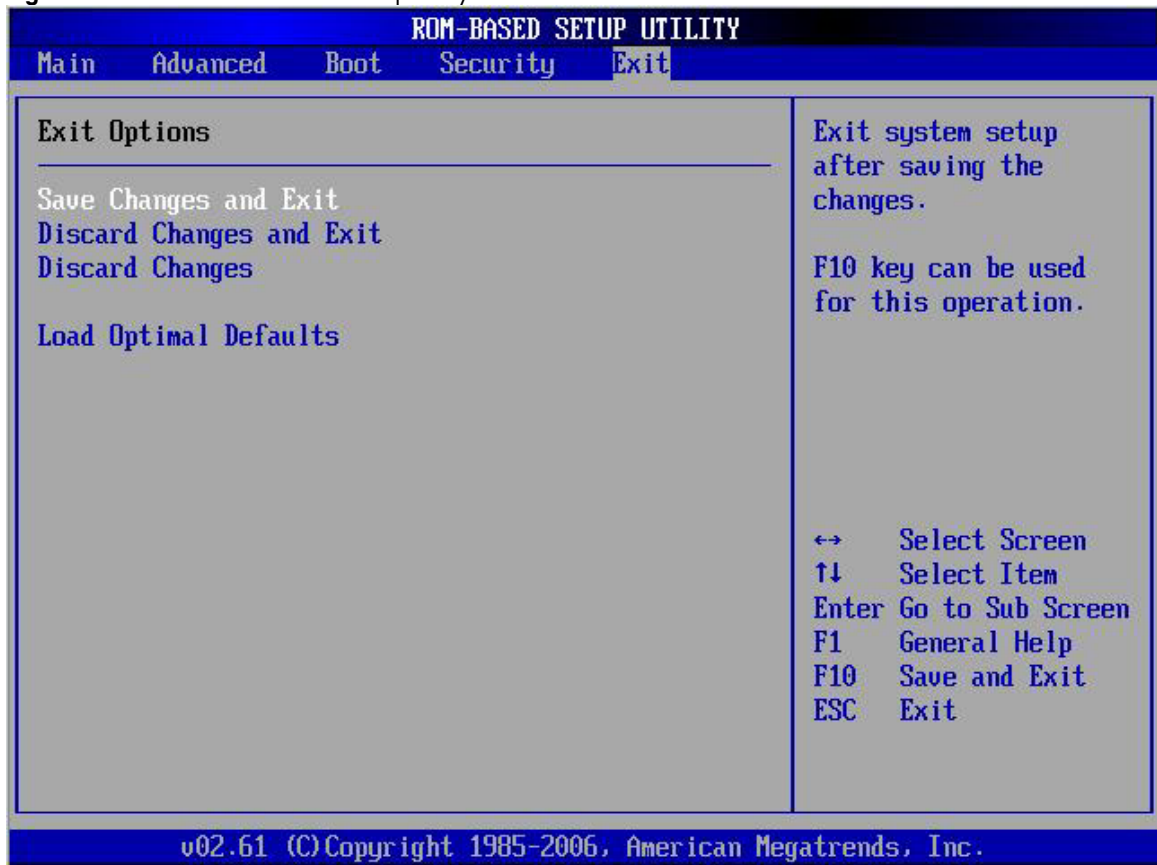 ROM-BASED SETUP UTILITY
Main Advanced Boot Security Exit
Exit Options
Save Changes and Exit
Discard Changes and Exit
Discard Changes
Load Optimal Defaults
Exit system setup
after saving the
changes.
F10 key can be used
for this operation.
←→ Select Screen
↑↓ Select Item
Enter Go to Sub Screen
F1 General Help
F10 Save and Exit
ESC Exit
v02.61 (C)Copyright 1985-2006, American Megatrends, Inc.